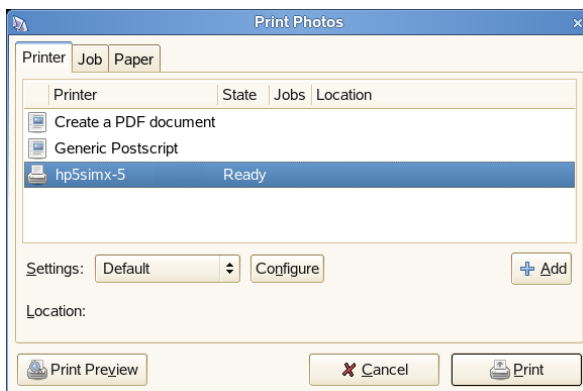 Print Photos
Printer Job Paper
Printer State Jobs Location
Create a PDF document
Generic Postscript
hp5simx-5 Ready
Settings: Default Configure Add
Location:
Print Preview Cancel Print